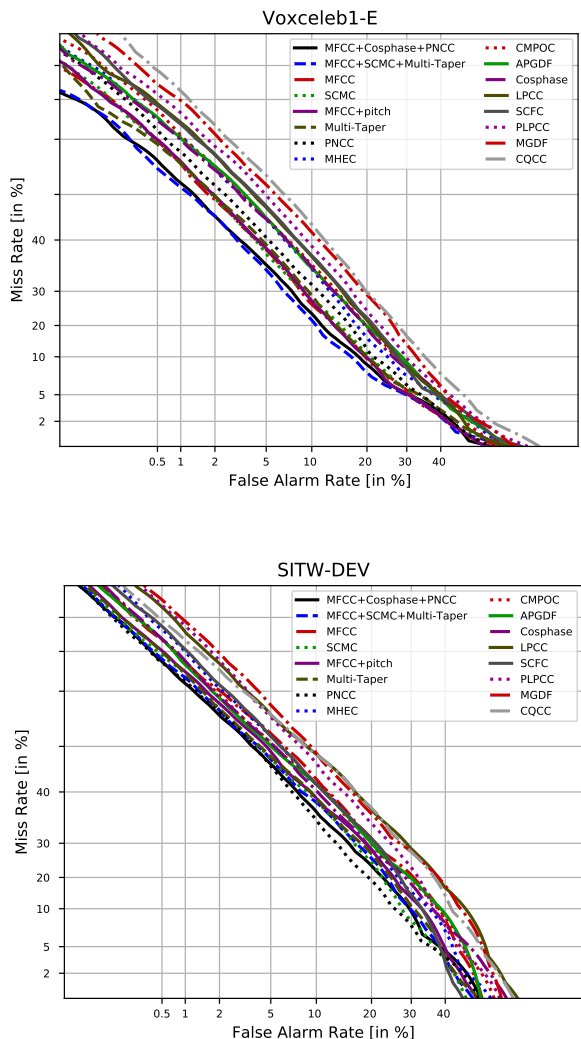 Voxceleb1-E
MFCC+Cosphase+PNCC
MFCC+SCMC+Multi-Taper
MFCC
SCMC
MFCC+pitch
Multi-Taper
PNCC
MHEC
CMPOC
APGDF
Cosphase
LPCC
SCFC
PLPCC
MGDF
CQCC
Miss Rate [in %]
40
30
20
10
5
2
0.5 1 2 5 10 20 30 40
False Alarm Rate [in %]
SITW-DEV
MFCC+Cosphase+PNCC
MFCC+SCMC+Multi-Taper
MFCC
SCMC
MFCC+pitch
Multi-Taper
PNCC
MHEC
CMPOC
APGDF
Cosphase
LPCC
SCFC
PLPCC
MGDF
CQCC
Miss Rate [in %]
40
30
20
10
5
2
0.5 1 2 5 10 20 30 40
False Alarm Rate [in %]